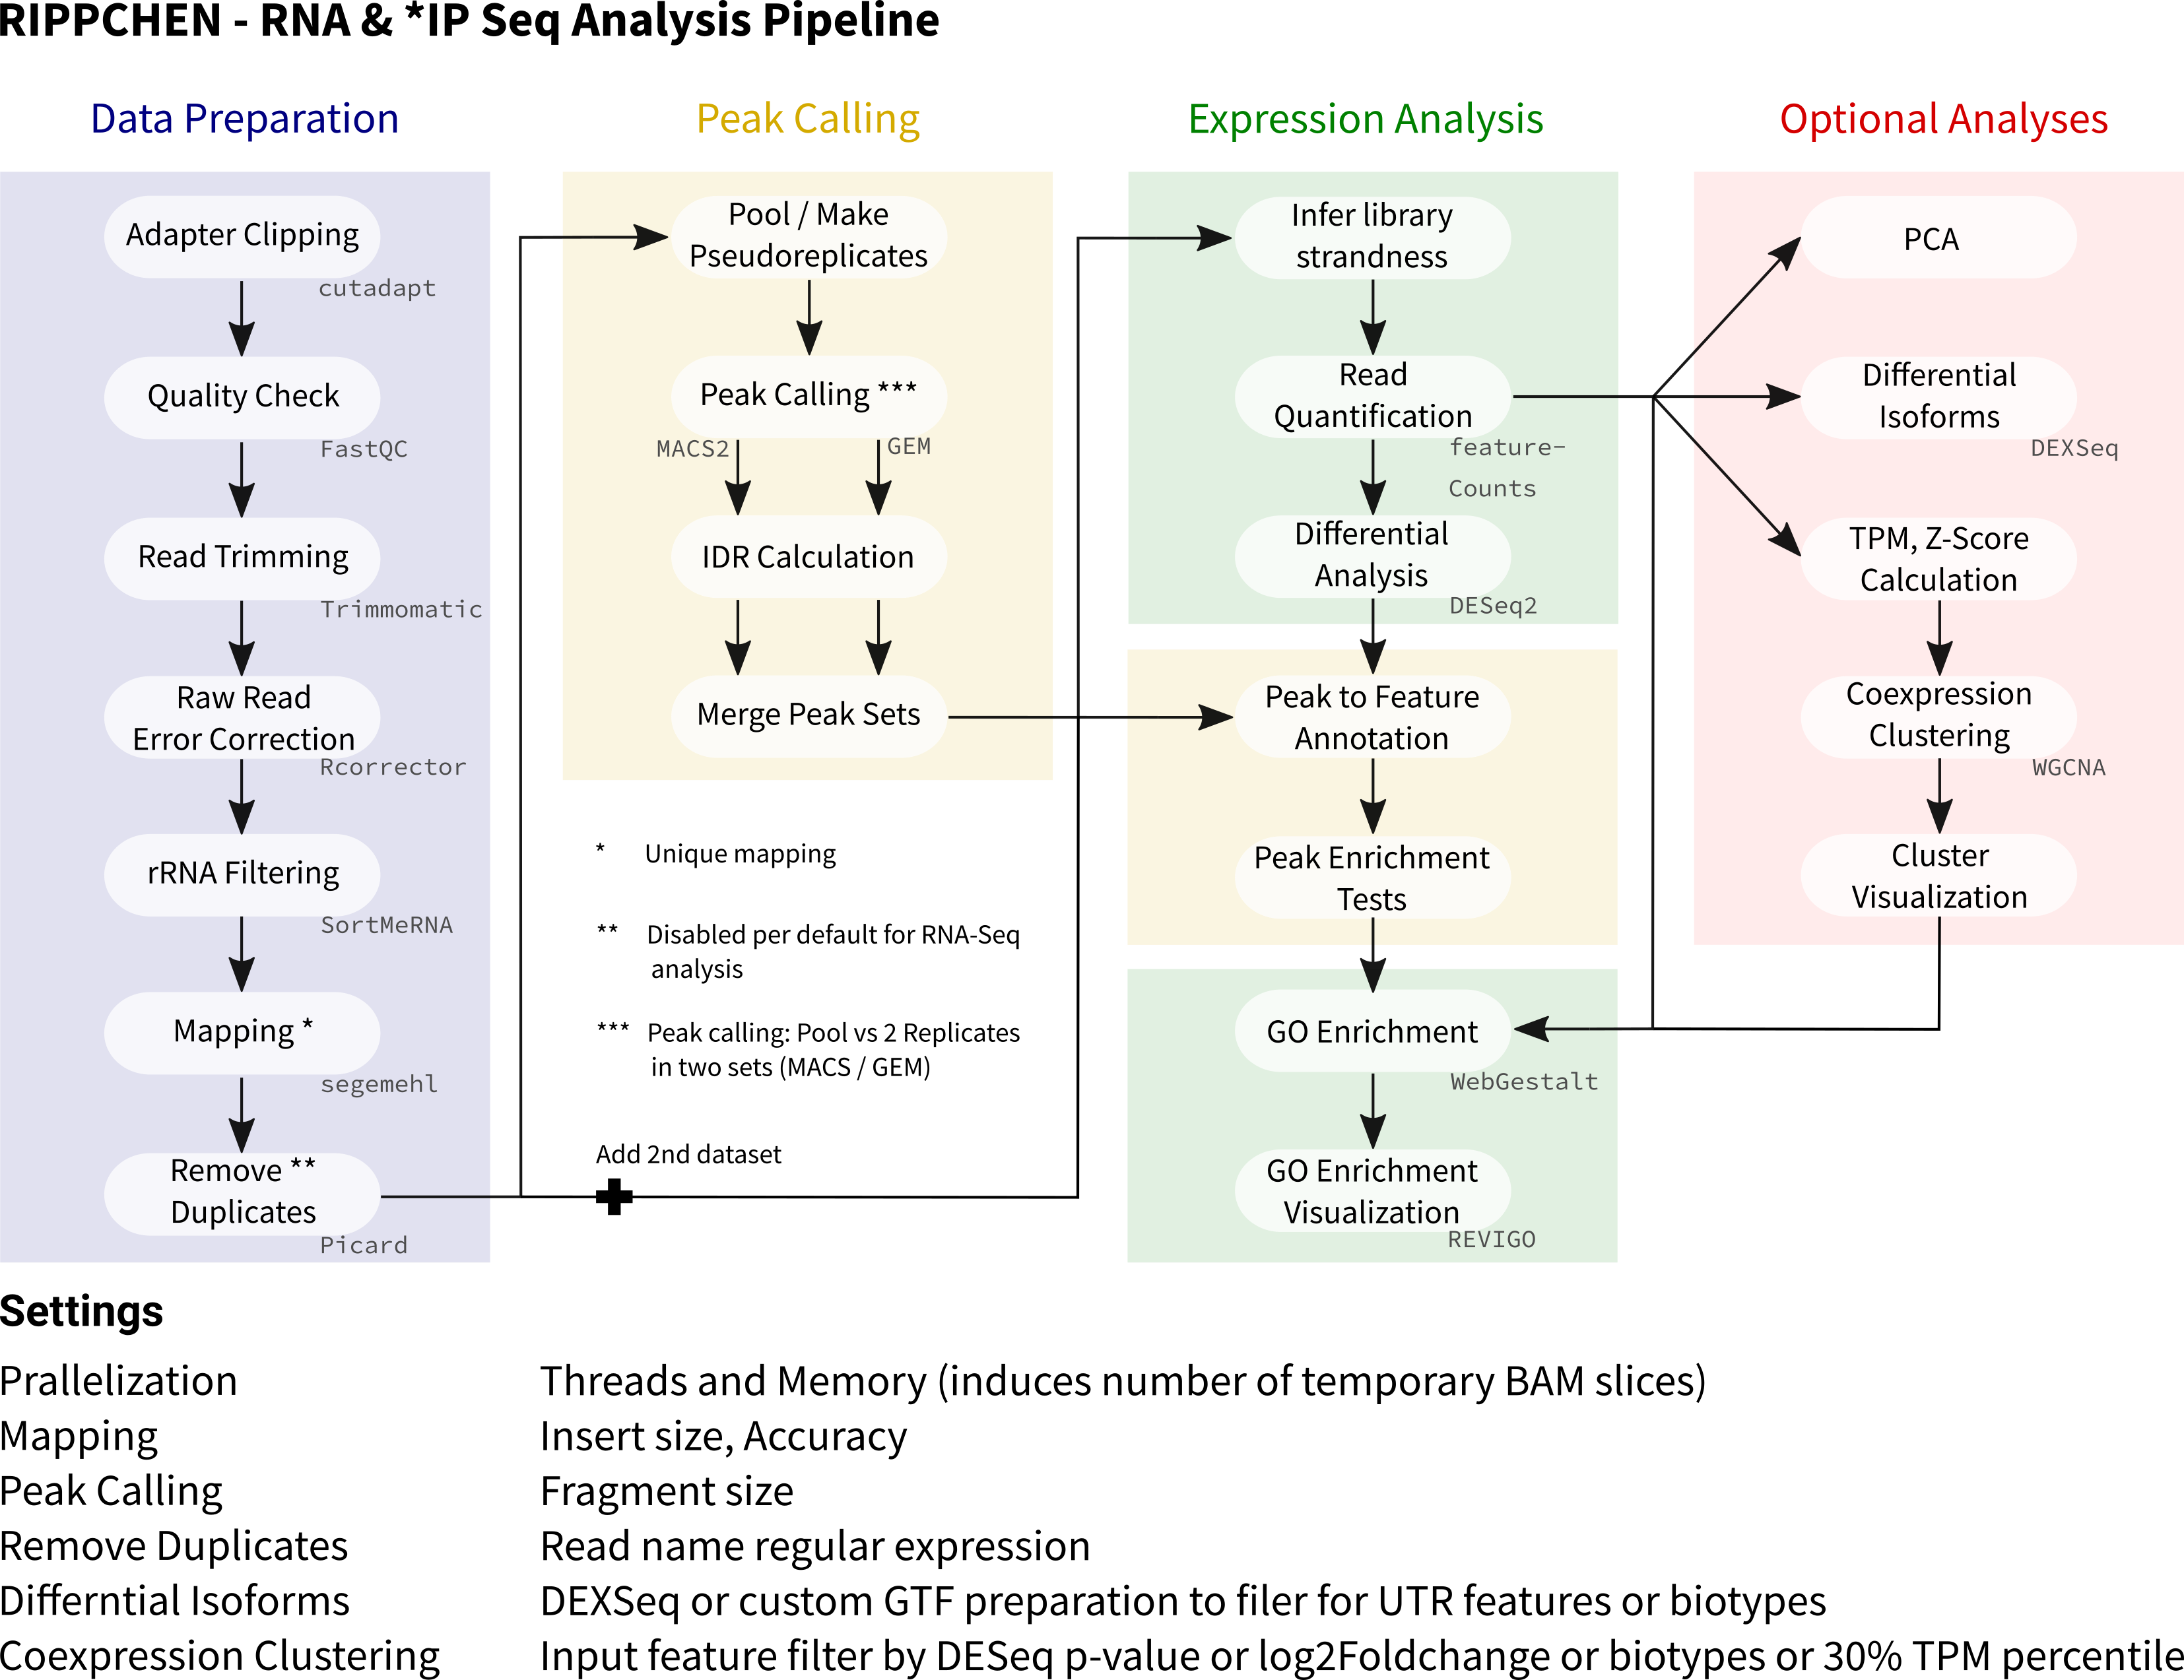 RIPPCHEN - RNA & *IP Seq Analysis Pipeline
Data Preparation
Adapter Clipping
cutadapt
Quality Check
FastQC
Read Trimming
Trimmomatic
Raw Read
Error Correction
Rcorrector
rRNA Filtering
SortMeRNA
Mapping *
segemehl
Remove **
Duplicates
Picard
Peak Calling
Pool / Make
Pseudoreplicates
Peak Calling ***
MACS2
GEM
IDR Calculation
Merge Peak Sets
* Unique mapping
** Disabled per default for RNA-Seq
analysis
*** Peak calling: Pool vs 2 Replicates
in two sets (MACS / GEM)
Add 2nd dataset
Expression Analysis
Infer library
strandness
Read
Quantification
feature-
Counts
Differential
Analysis
DESeq2
Peak to Feature
Annotation
Peak Enrichment
Tests
GO Enrichment
WebGestalt
GO Enrichment
Visualization
REVIGO
Optional Analyses
PCA
Differential
Isoforms
DEXSeq
TPM, Z-Score
Calculation
Coexpression
Clustering
WGCNA
Cluster
Visualization
Settings
Prallelization Threads and Memory (induces number of temporary BAM slices)
Mapping Insert size, Accuracy
Peak Calling Fragment size
Remove Duplicates Read name regular expression
Differntial Isoforms DEXSeq or custom GTF preparation to filer for UTR features or biotypes
Coexpression Clustering Input feature filter by DESeq p-value or log2Foldchange or biotypes or 30% TPM percentile